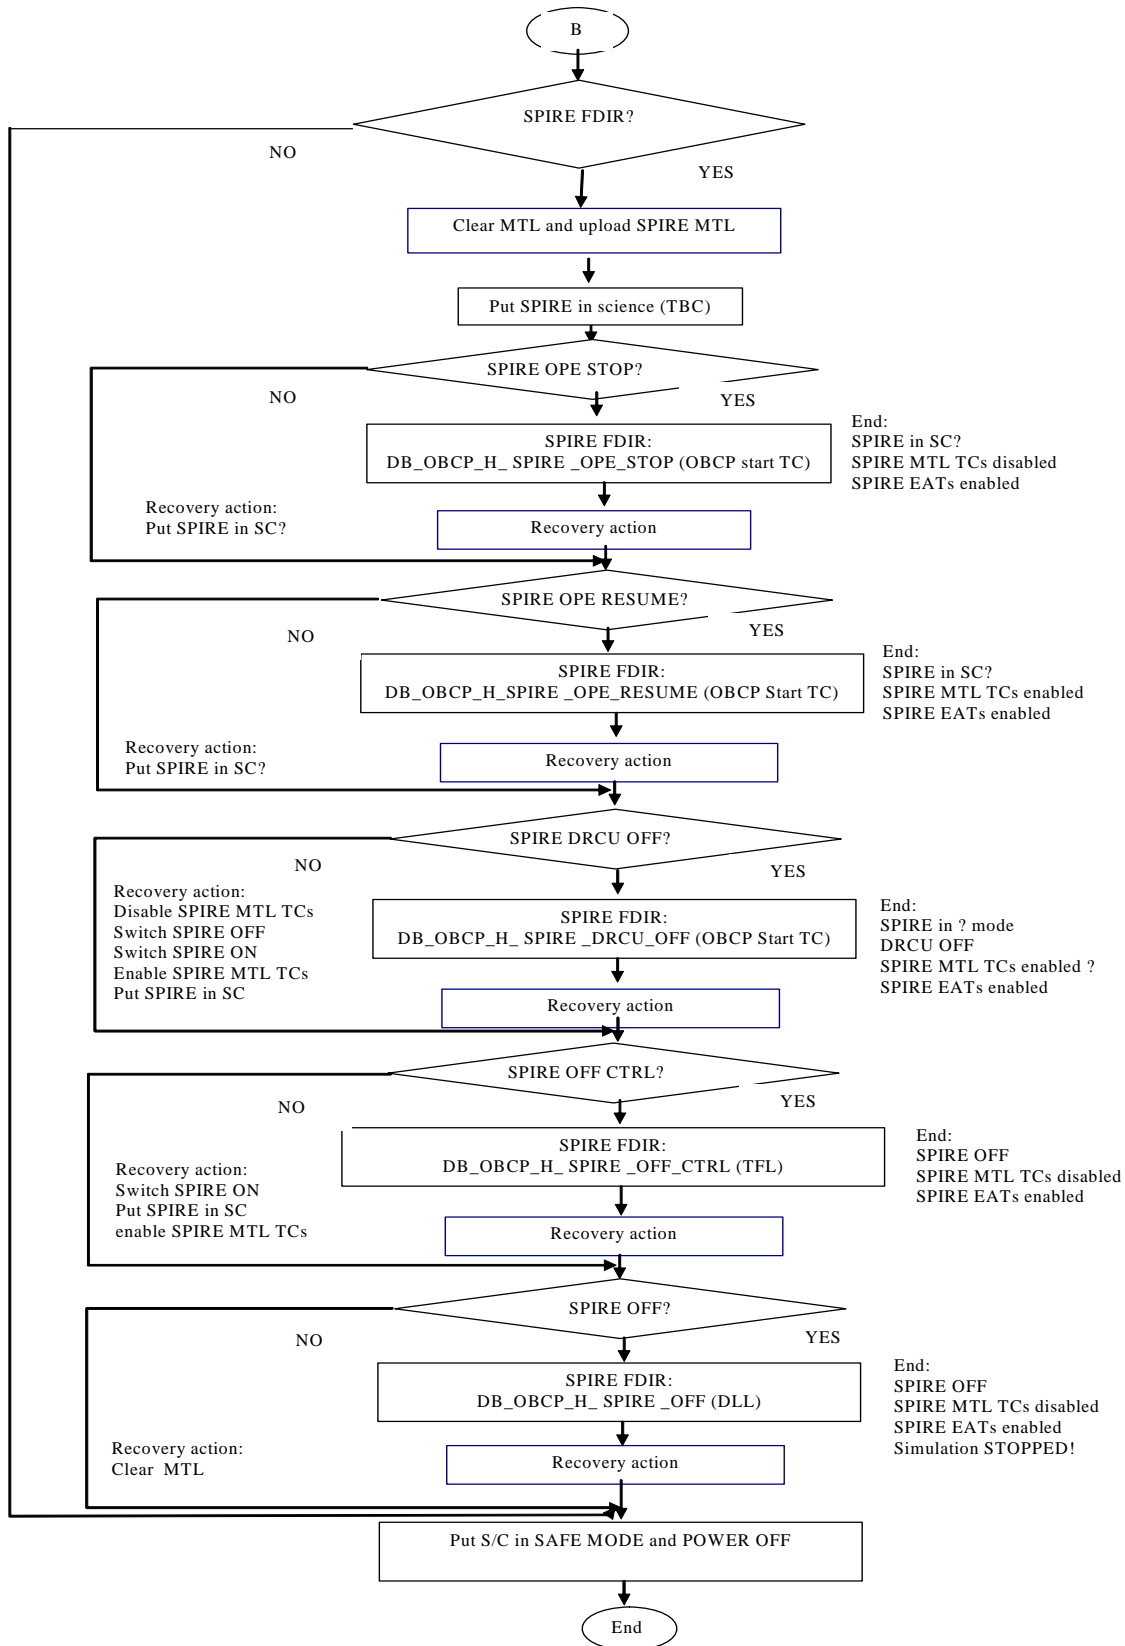 B
SPIRE FDIR?
NO
YES
Clear MTL and upload SPIRE MTL
Put SPIRE in science (TBC)
SPIRE OPE STOP?
NO
YES
SPIRE FDIR:
DB_OBCP_H_ SPIRE _OPE_STOP (OBCP start TC)
End:
SPIRE in SC?
SPIRE MTL TCs disabled
SPIRE EATs enabled
Recovery action:
Put SPIRE in SC?
Recovery action
SPIRE OPE RESUME?
NO
YES
SPIRE FDIR:
DB_OBCP_H_SPIRE _OPE_RESUME (OBCP Start TC)
End:
SPIRE in SC?
SPIRE MTL TCs enabled
SPIRE EATs enabled
Recovery action:
Put SPIRE in SC?
Recovery action
SPIRE DRCU OFF?
NO
YES
Recovery action:
Disable SPIRE MTL TCs
Switch SPIRE OFF
Switch SPIRE ON
Enable SPIRE MTL TCs
Put SPIRE in SC
SPIRE FDIR:
DB_OBCP_H_ SPIRE _DRCU_OFF (OBCP Start TC)
End:
SPIRE in ? mode
DRCU OFF
SPIRE MTL TCs enabled ?
SPIRE EATs enabled
Recovery action
SPIRE OFF CTRL?
NO
YES
SPIRE FDIR:
DB_OBCP_H_ SPIRE _OFF_CTRL (TFL)
End:
SPIRE OFF
SPIRE MTL TCs disabled
SPIRE EATs enabled
Recovery action:
Switch SPIRE ON
Put SPIRE in SC
enable SPIRE MTL TCs
Recovery action
SPIRE OFF?
NO
YES
SPIRE FDIR:
DB_OBCP_H_ SPIRE _OFF (DLL)
End:
SPIRE OFF
SPIRE MTL TCs disabled
SPIRE EATs enabled
Simulation STOPPED!
Recovery action:
Clear  MTL
Recovery action
Put S/C in SAFE MODE and POWER OFF
End